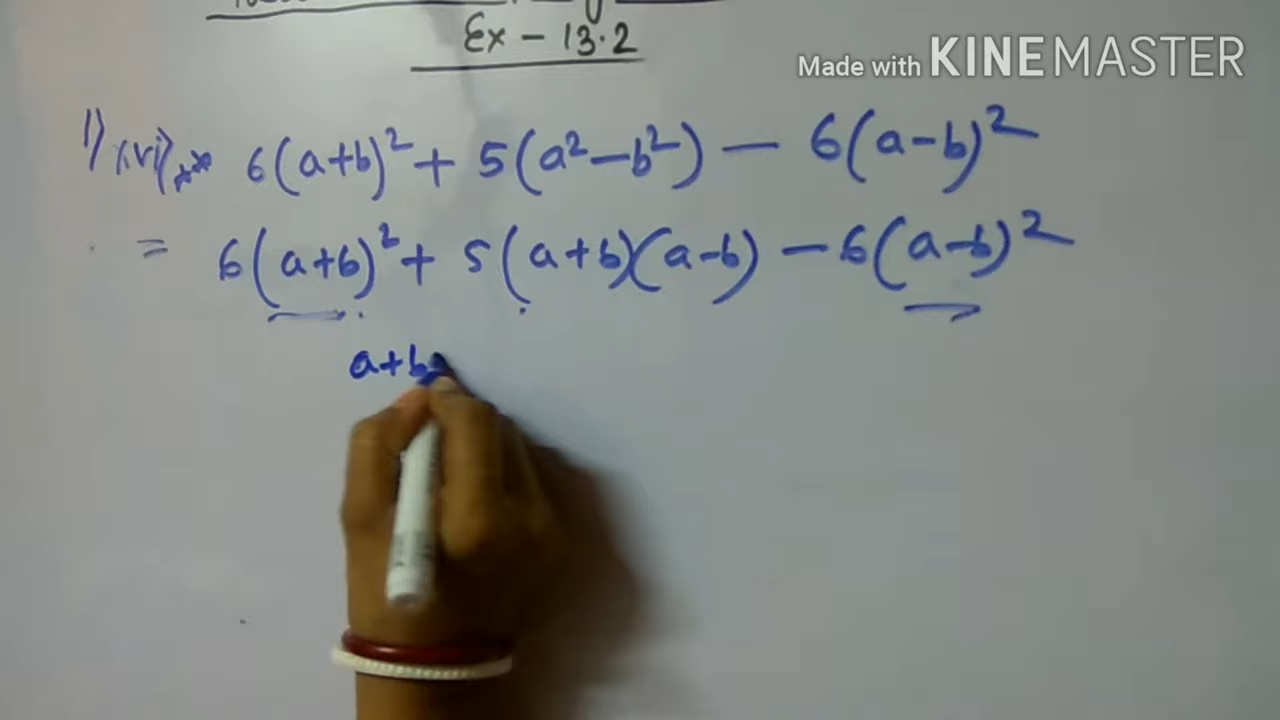 Ex - 13.2
Made with KINEMASTER
1) xvi) ** 6(a+b)² + 5(a² - b²) - 6(a-b)²
= 6(a+b)² + 5(a+b)(a-b) - 6(a-b)²
a+b